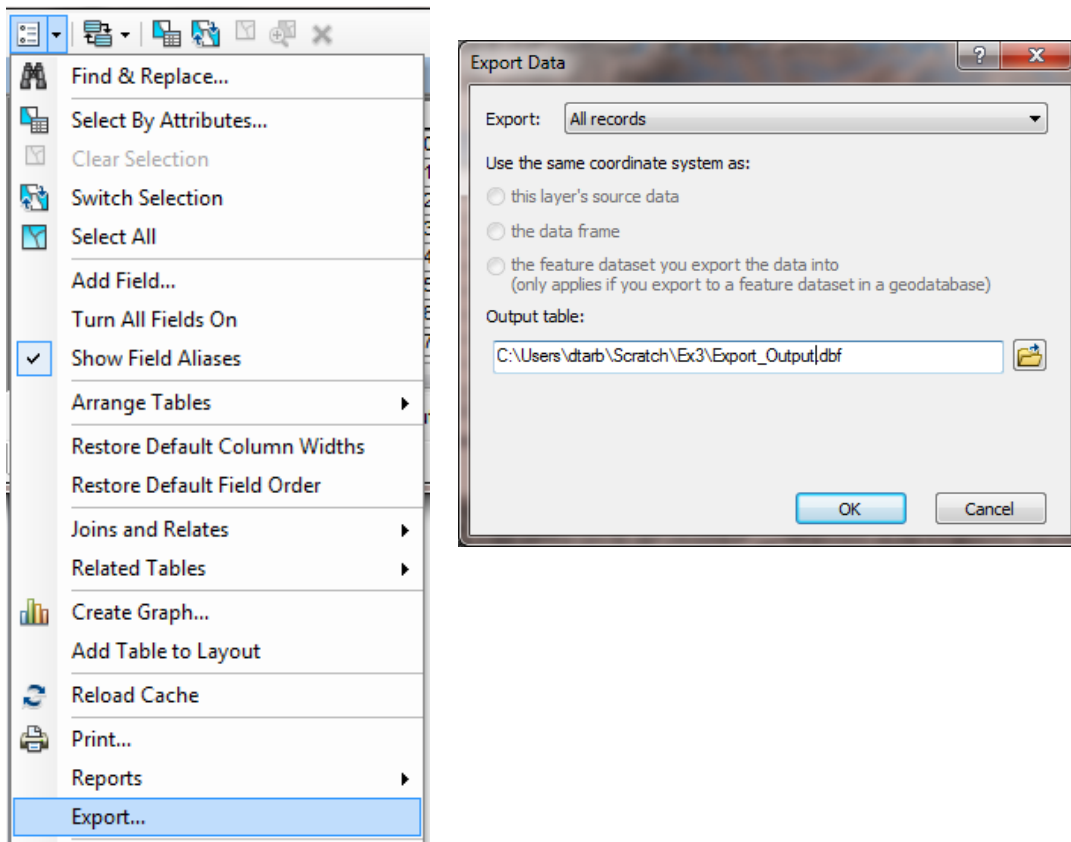 Find & Replace...
Select By Attributes...
Clear Selection
Switch Selection
Select All
Add Field...
Turn All Fields On
Show Field Aliases
Arrange Tables
Restore Default Column Widths
Restore Default Field Order
Joins and Relates
Related Tables
Create Graph...
Add Table to Layout
Reload Cache
Print...
Reports
Export...
Export Data
Export: All records
Use the same coordinate system as:
this layer's source data
the data frame
the feature dataset you export the data into
(only applies if you export to a feature dataset in a geodatabase)
Output table:
C:\Users\dtarb\Scratch\Ex3\Export_Output.dbf
OK Cancel